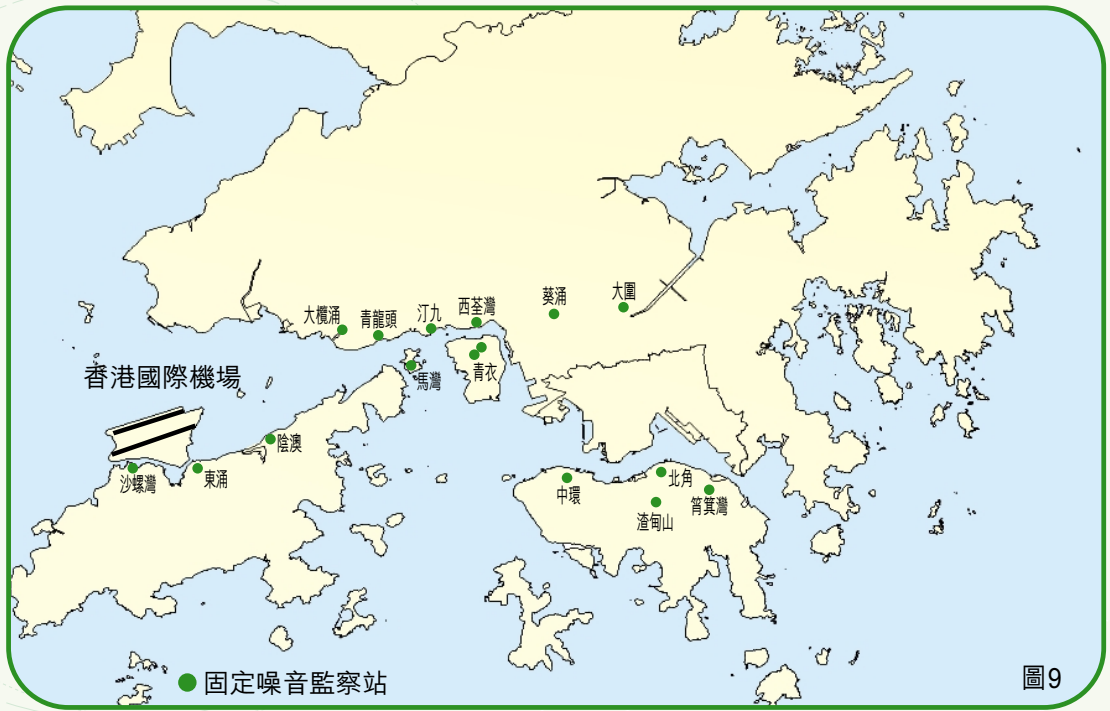 大欖涌
青龍頭
汀九
西荃灣
葵涌
大圍
香港國際機場
馬灣
青衣
陰澳
沙螺灣
東涌
中環
北角
筲箕灣
渣甸山
固定噪音監察站
圖9